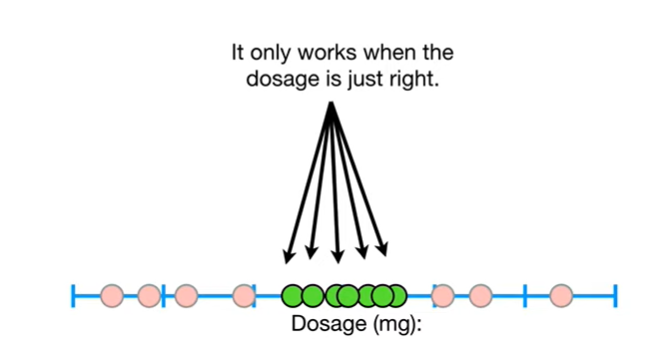 It only works when the
dosage is just right.
Dosage (mg):